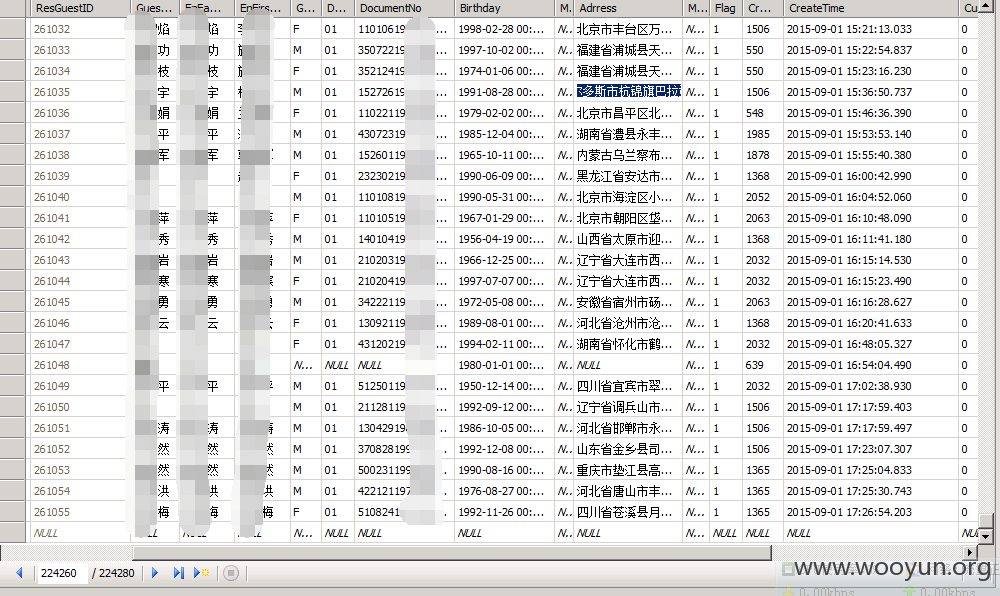 ResGuestID Gues... EnFirs... G... D... DocumentNo Birthday M. Adrress M... Flag Cr... CreateTime Cu
261032 焰 焰 F 01 11010619 ... 1998-02-28 00:... N.. 北京市丰台区万... N... 1 1506 2015-09-01 15:21:13.033 0
261033 功 功 M 01 35072219 ... 1997-10-02 00:... N.. 福建省浦城县天... N... 1 550 2015-09-01 15:22:54.837 0
261034 枝 枝 F 01 35212419 ... 1974-01-06 00:... N.. 福建省浦城县天... N... 1 550 2015-09-01 15:23:16.230 0
261035 宇 宇 M 01 15272619 ... 1991-08-28 00:... N.. 多斯市杭锦旗巴拉 N... 1 1506 2015-09-01 15:36:50.737 0
261036 娟 娟 F 01 11022119 ... 1979-02-02 00:... N.. 北京市昌平区北... N... 1 548 2015-09-01 15:46:36.390 0
261037 平 平 M 01 43072319 ... 1985-12-04 00:... N.. 湖南省澧县永丰... N... 1 1985 2015-09-01 15:53:53.140 0
261038 军 军 M 01 15260119 ... 1965-10-11 00:... N.. 内蒙古乌兰察布... N... 1 1878 2015-09-01 15:55:40.380 0
261039 F 01 23230219 ... 1990-06-09 00:... N.. 黑龙江省安达市... N... 1 1368 2015-09-01 16:00:42.990 0
261040 M 01 11010819 ... 1990-05-31 00:... N.. 北京市海淀区小... N... 1 2052 2015-09-01 16:04:52.060 0
261041 萍 萍 萍 F 01 11010519 ... 1967-01-29 00:... N.. 北京市朝阳区垡... N... 1 2063 2015-09-01 16:10:48.090 0
261042 秀 秀 秀 M 01 14010419 ... 1956-04-19 00:... N.. 山西省太原市迎... N... 1 1368 2015-09-01 16:11:41.180 0
261043 岩 岩 岩 M 01 21020319 ... 1966-12-25 00:... N.. 辽宁省大连市西... N... 1 2032 2015-09-01 16:15:14.530 0
261044 寒 寒 寒 F 01 21020419 ... 1997-07-07 00:... N.. 辽宁省大连市西... N... 1 2032 2015-09-01 16:15:23.490 0
261045 勇 勇 勇 M 01 34222119 ... 1972-05-08 00:... N.. 安徽省宿州市砀... N... 1 2063 2015-09-01 16:16:28.627 0
261046 云 云 云 F 01 13092119 ... 1989-08-01 00:... N.. 河北省沧州市沧... N... 1 1368 2015-09-01 16:20:41.633 0
261047 F 01 43120219 ... 1994-02-11 00:... N.. 湖南省怀化市鹤... N... 1 2032 2015-09-01 16:48:05.327 0
261048 N... NULL NULL 1980-01-01 00:... N.. NULL N... 1 639 2015-09-01 16:54:04.490 0
261049 平 平 平 M 01 51250119 ... 1950-12-14 00:... N.. 四川省宜宾市翠... N... 1 2032 2015-09-01 17:02:38.930 0
261050 M 01 21128119 ... 1992-09-12 00:... N.. 辽宁省调兵山市... N... 1 1506 2015-09-01 17:17:59.403 0
261051 涛 涛 涛 M 01 13042919 ... 1986-10-05 00:... N.. 河北省邯郸市永... N... 1 1506 2015-09-01 17:17:59.497 0
261052 然 然 然 M 01 370828199 1992-12-08 00:... N.. 山东省金乡县司... N... 1 1506 2015-09-01 17:23:07.307 0
261053 然 然 然 M 01 500231199 1990-08-16 00:... N.. 重庆市垫江县高... N... 1 1365 2015-09-01 17:25:04.833 0
261054 洪 洪 洪 M 01 422121197 1976-08-27 00:... N.. 河北省唐山市丰... N... 1 1365 2015-09-01 17:25:30.743 0
261055 梅 梅 梅 F 01 51082419 1992-11-26 00:... N.. 四川省苍溪县月... N... 1 1365 2015-09-01 17:26:54.203 0
NULL N... NULL NULL NULL N.. NULL N... NULL NULL NULL NU
224260 / 224280
www.wooyun.org
0.00kbps 0.00kbps